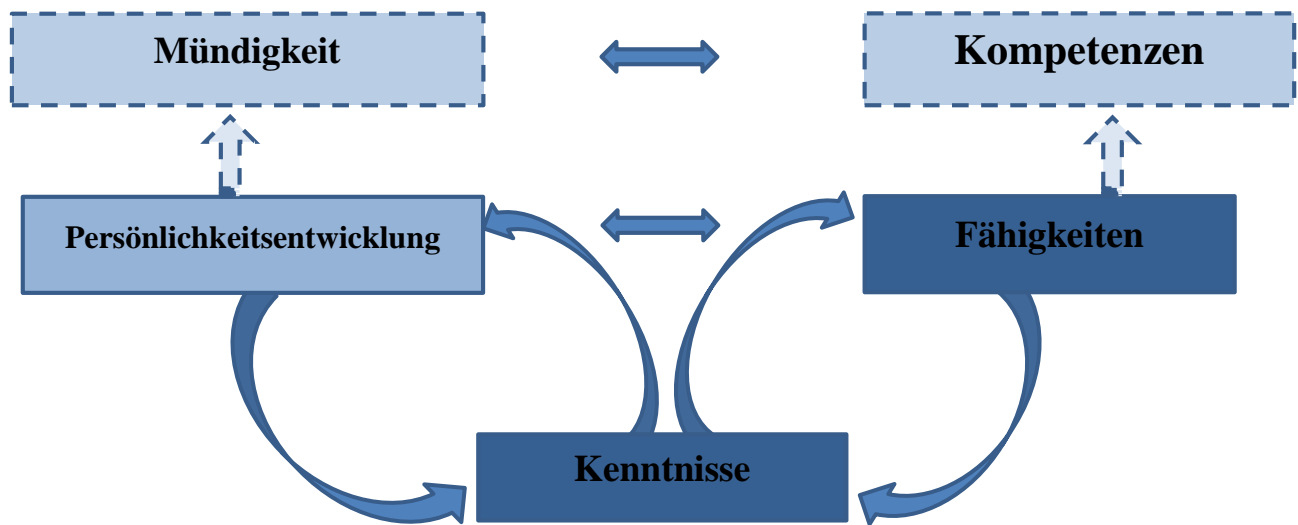 Mündigkeit
Kompetenzen
Persönlichkeitsentwicklung
Fähigkeiten
Kenntnisse